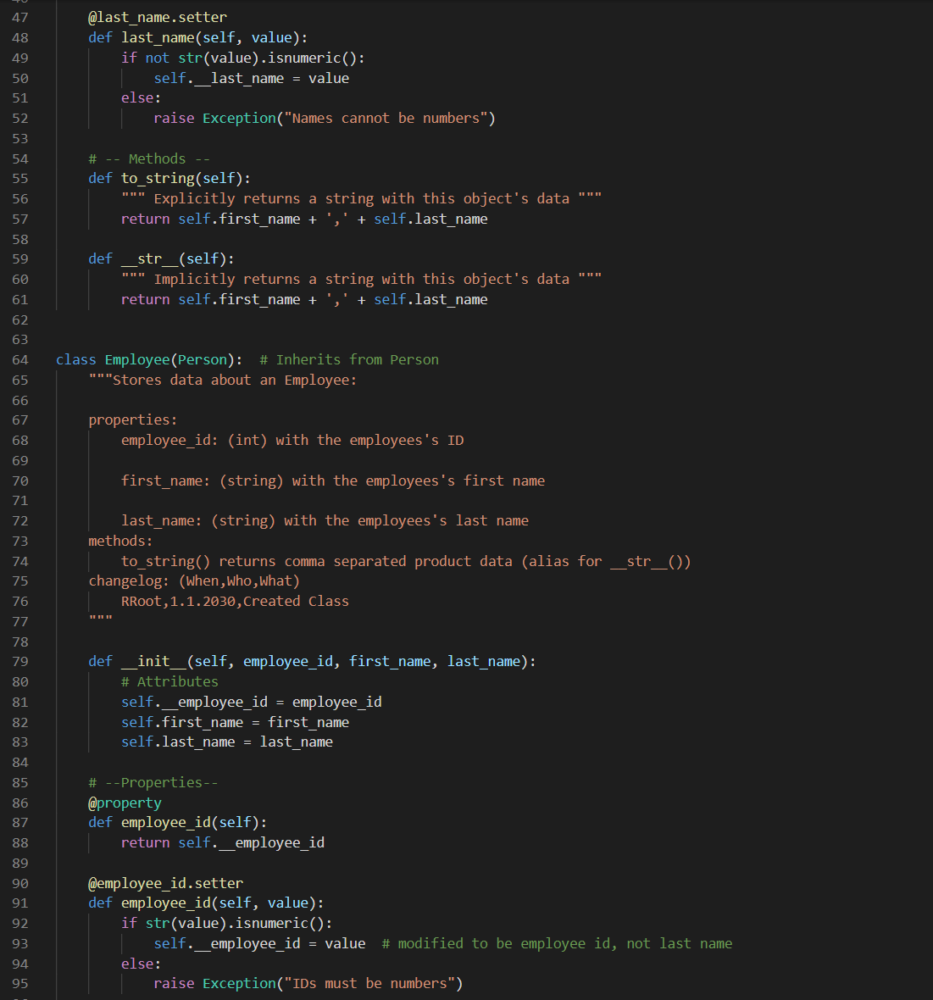 47 @last_name.setter
48 def last_name(self, value):
49 if not str(value).isnumeric():
50 self.__last_name = value
51 else:
52 raise Exception("Names cannot be numbers")
53
54 # -- Methods --
55 def to_string(self):
56 """ Explicitly returns a string with this object's data """
57 return self.first_name + ',' + self.last_name
58
59 def __str__(self):
60 """ Implicitly returns a string with this object's data """
61 return self.first_name + ',' + self.last_name
62
63
64 class Employee(Person):  # Inherits from Person
65 """Stores data about an Employee:
66
67 properties:
68 employee_id: (int) with the employees's ID
69
70 first_name: (string) with the employees's first name
71
72 last_name: (string) with the employees's last name
73 methods:
74 to_string() returns comma separated product data (alias for __str__())
75 changelog: (When,Who,What)
76 RRoot,1.1.2030,Created Class
77 """
78
79 def __init__(self, employee_id, first_name, last_name):
80 # Attributes
81 self.__employee_id = employee_id
82 self.first_name = first_name
83 self.last_name = last_name
84
85 # --Properties--
86 @property
87 def employee_id(self):
88 return self.__employee_id
89
90 @employee_id.setter
91 def employee_id(self, value):
92 if str(value).isnumeric():
93 self.__employee_id = value  # modified to be employee id, not last name
94 else:
95 raise Exception("IDs must be numbers")